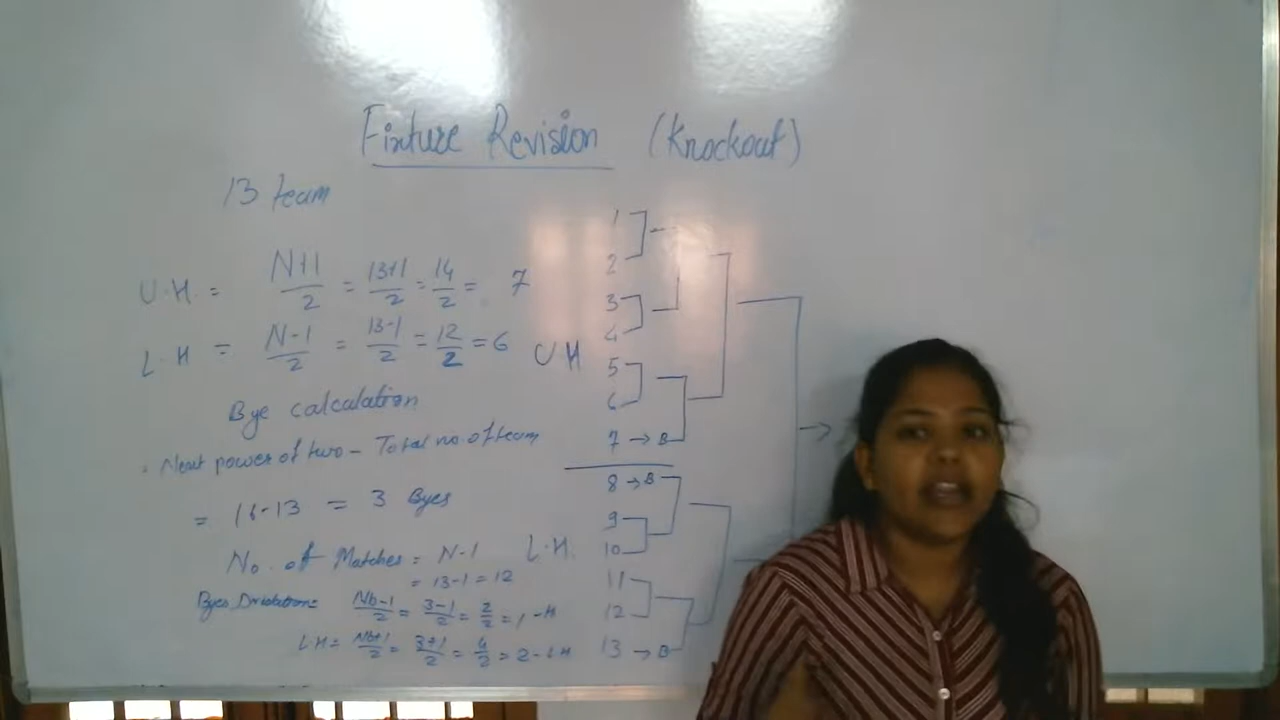 Fixture Revision (Knockout)
13 team
U.H. = N+1/2 = 13+1/2 = 14/2 = 7
L.H = N-1/2 = 13-1/2 = 12/2 = 6
Bye calculation
= Next power of two - Total no. of team
= 16-13 = 3 Byes
No. of Matches = N-1
= 13-1 = 12
Byes Nb-1/2 = 3-1/2 = 2/2 = 1 -H
L.H = Nb+1/2 = 3+1/2 = 4/2 = 2 - L H
U H
1
2
3
4
5
6
7 → B
L.H.
8 → B
9
10
11
12
13 → B